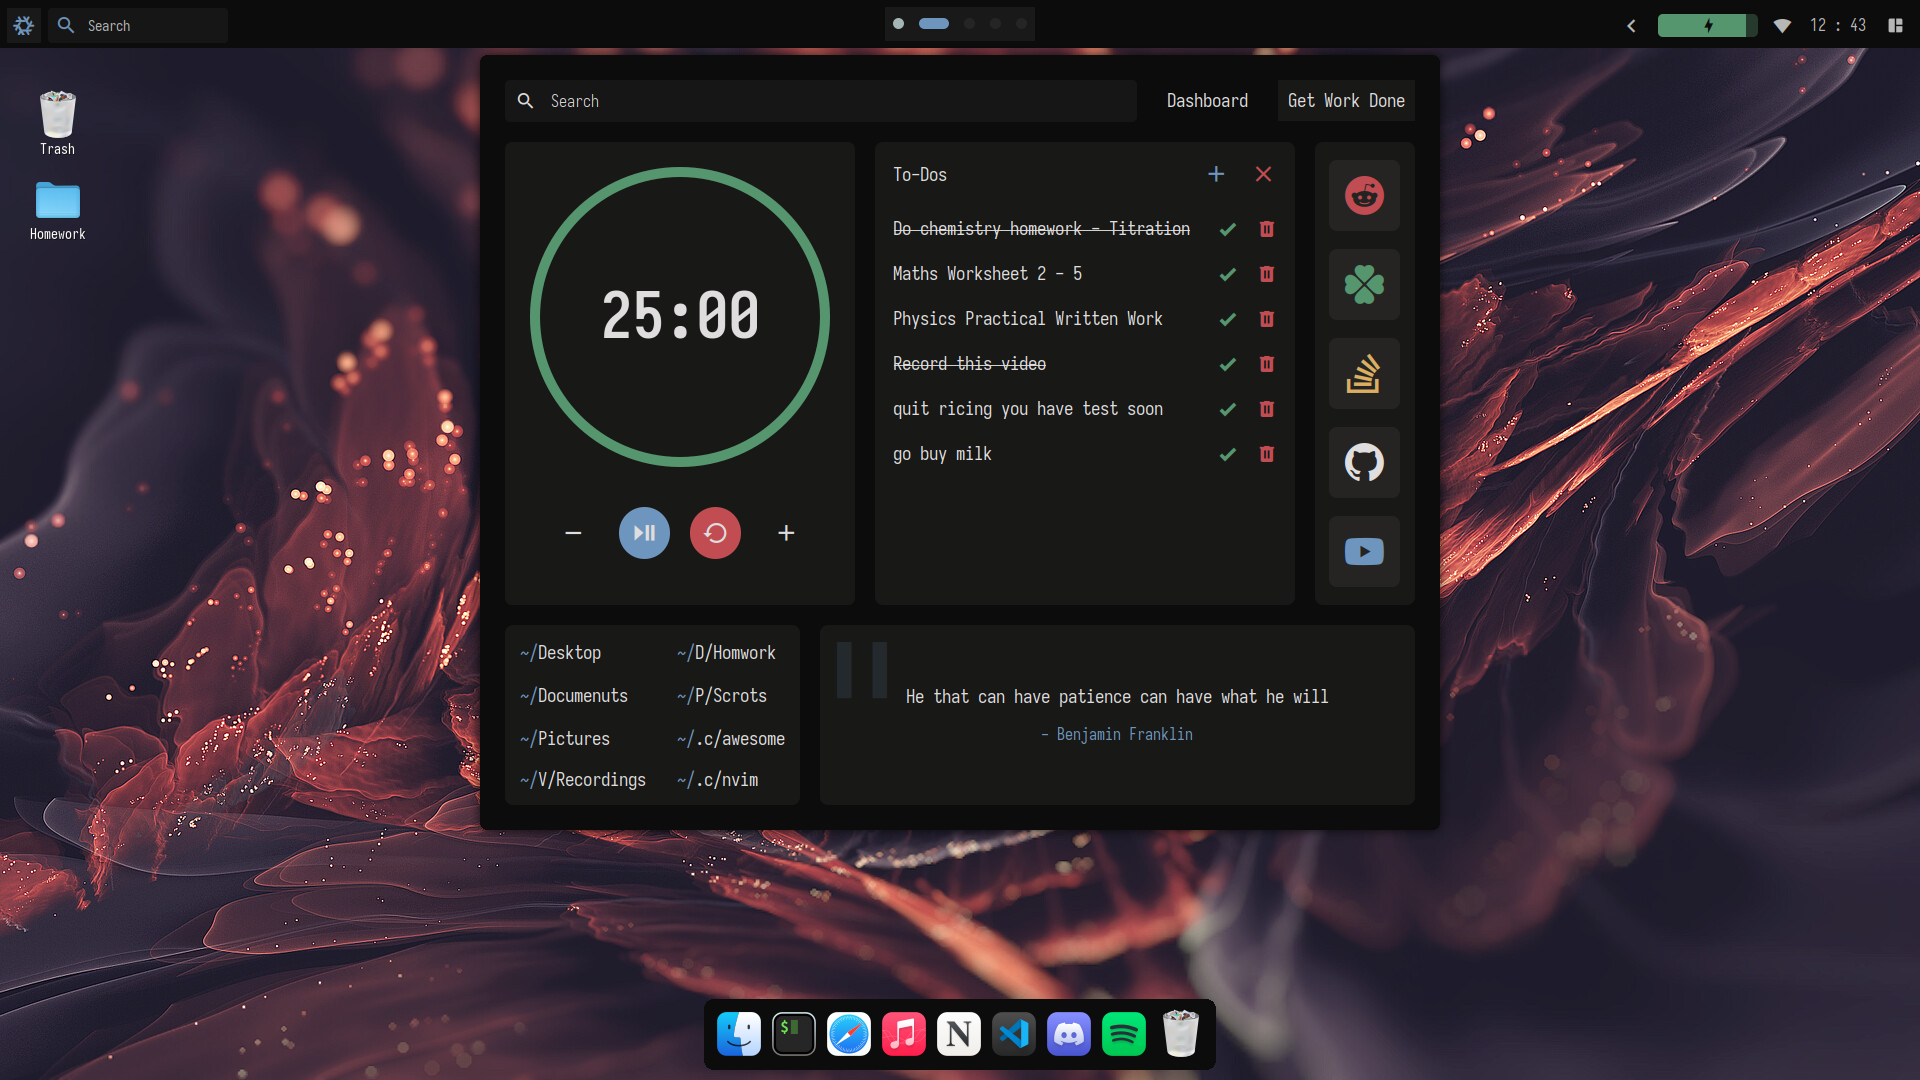 Search
12 : 43
Trash
Homework
Search
Dashboard
Get Work Done
25:00
To-Dos
Do chemistry homework - Titration
Maths Worksheet 2 - 5
Physics Practical Written Work
Record this video
quit ricing you have test soon
go buy milk
~/Desktop
~/D/Homwork
~/Documenuts
~/P/Scrots
~/Pictures
~/.c/awesome
~/V/Recordings
~/.c/nvim
"
He that can have patience can have what he will
- Benjamin Franklin
$
N